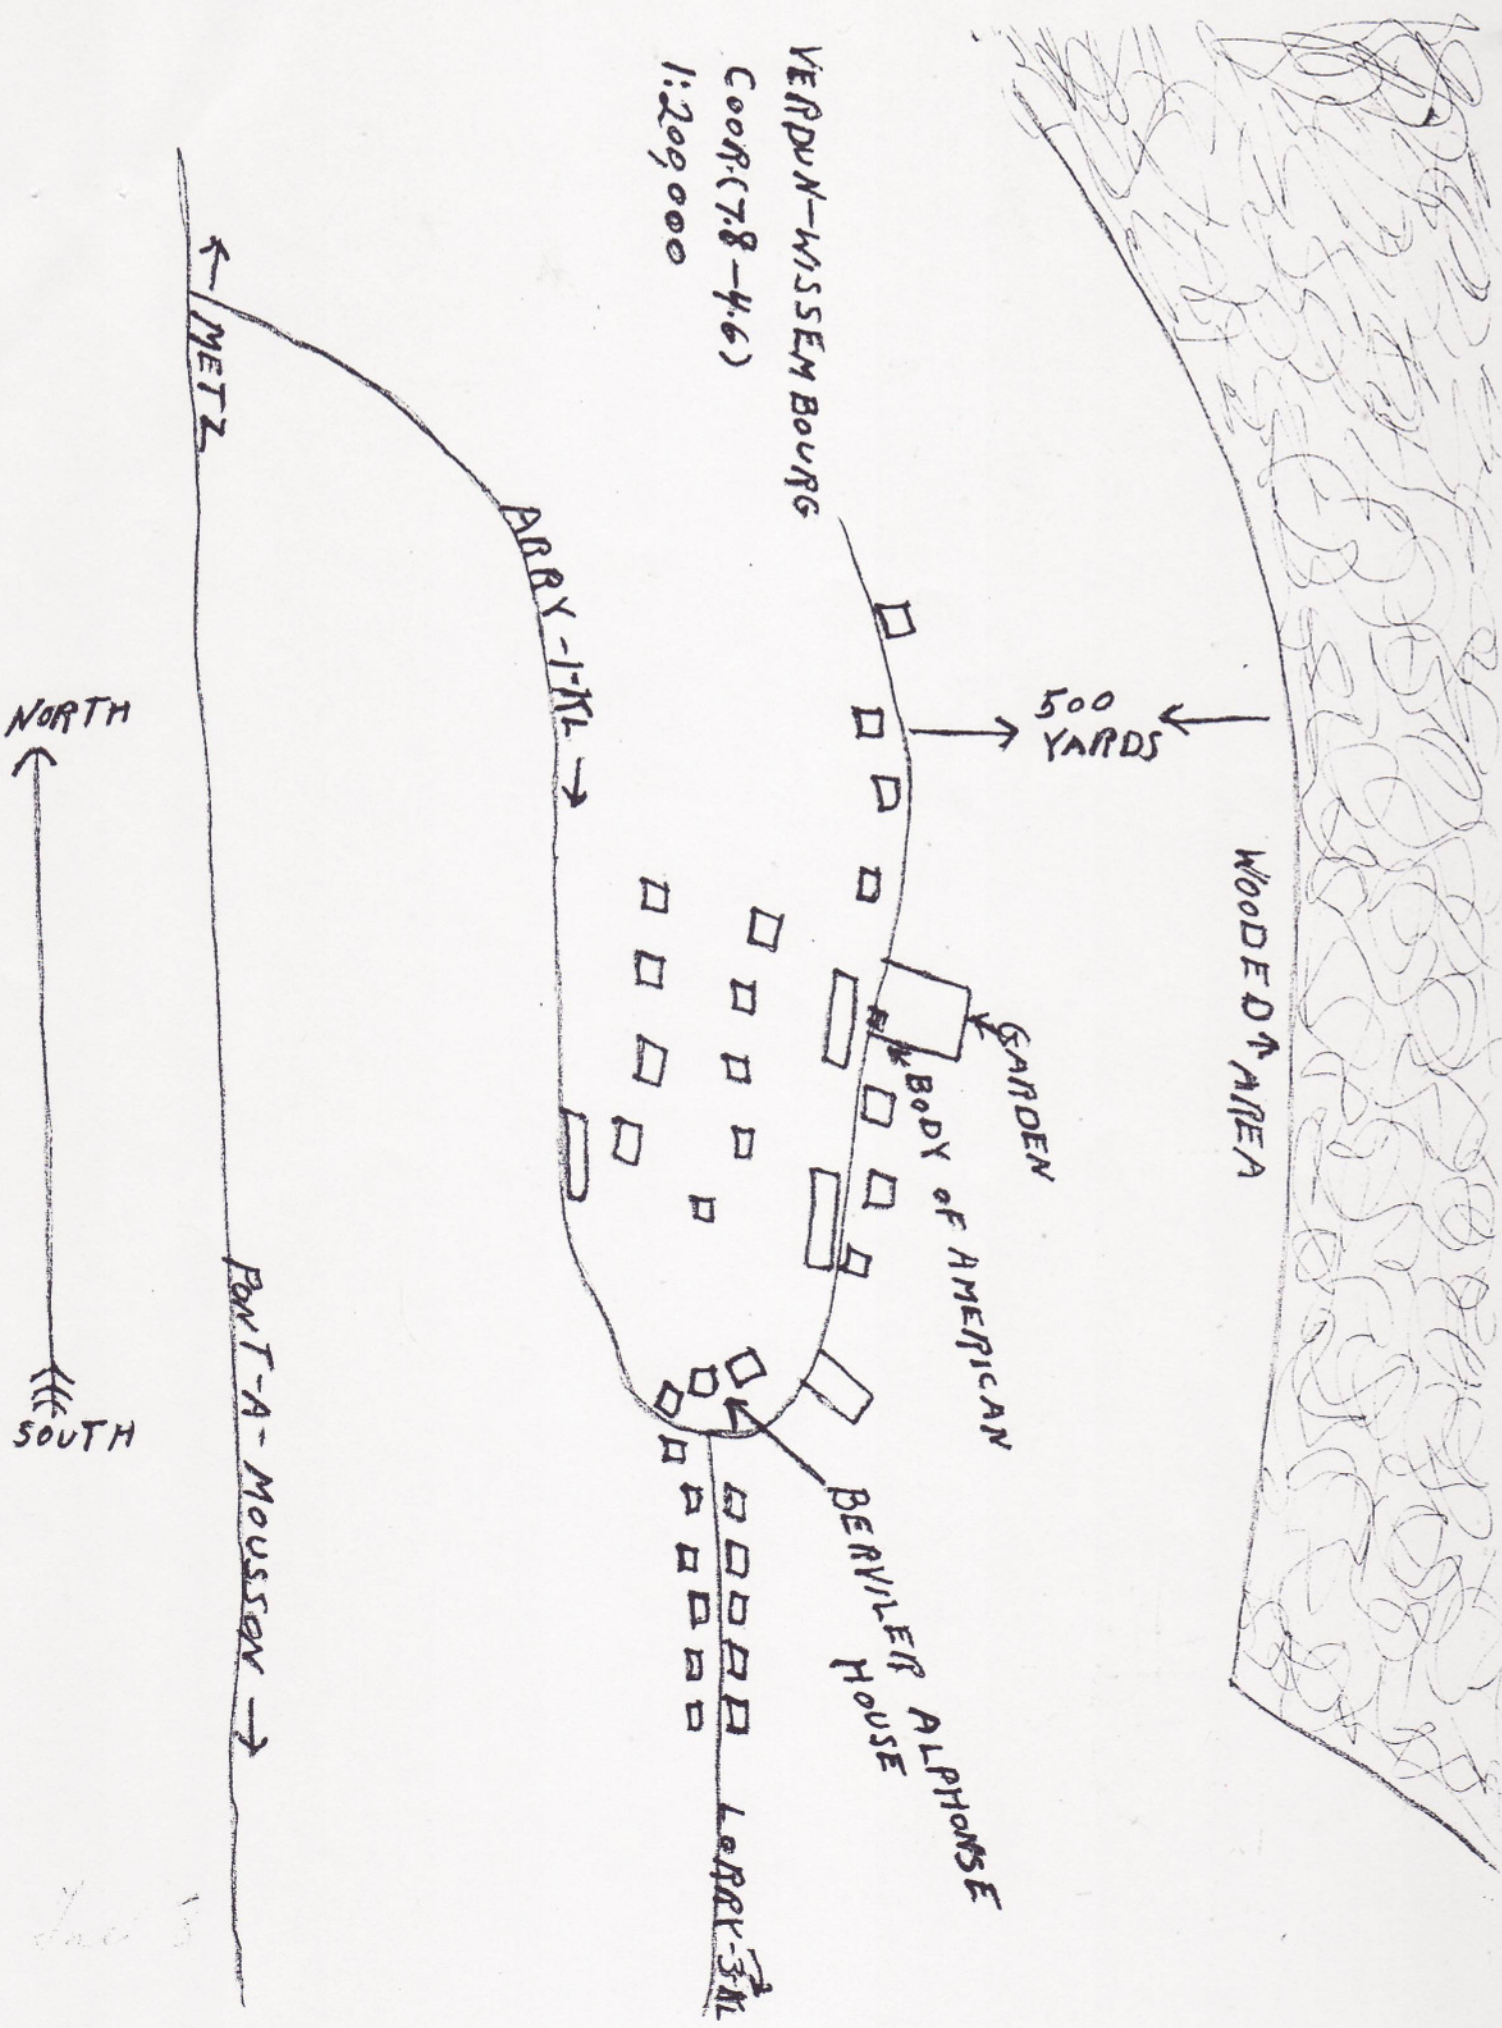 VERDUN-WISSEMBOURG
COOR.(7.8-4.6)
1:200,000
500
YARDS
WOODED AREA
GARDEN
BODY OF AMERICAN
BERVILER ALPHONSE
HOUSE
ARRY-1-KL
METZ
PONT-A-MOUSSON
LORRY-3-KL
NORTH
SOUTH